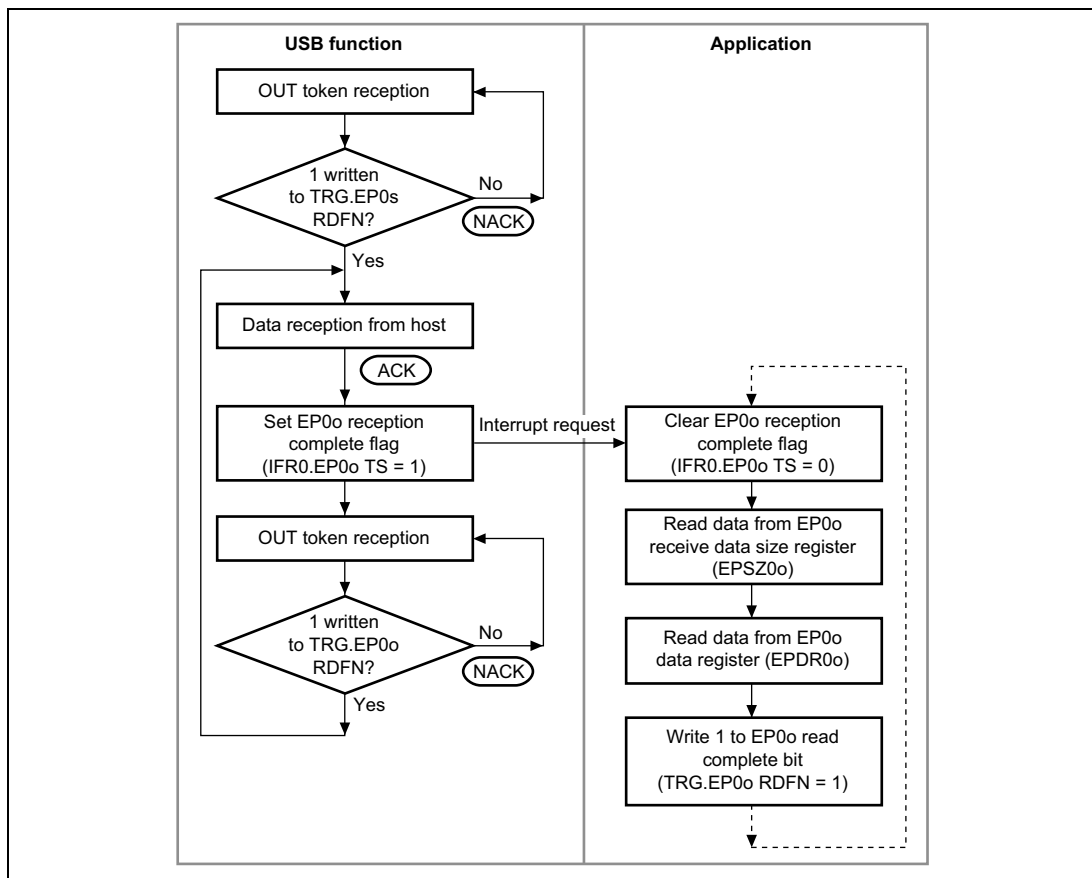 USB function
Application
OUT token reception
1 written
to TRG.EP0s
RDFN?
No
NACK
Yes
Data reception from host
ACK
Set EP0o reception
complete flag
(IFR0.EP0o TS = 1)
Interrupt request
Clear EP0o reception
complete flag
(IFR0.EP0o TS = 0)
OUT token reception
Read data from EP0o
receive data size register
(EPSZ0o)
1 written
to TRG.EP0o
RDFN?
No
NACK
Yes
Read data from EP0o
data register (EPDR0o)
Write 1 to EP0o read
complete bit
(TRG.EP0o RDFN = 1)